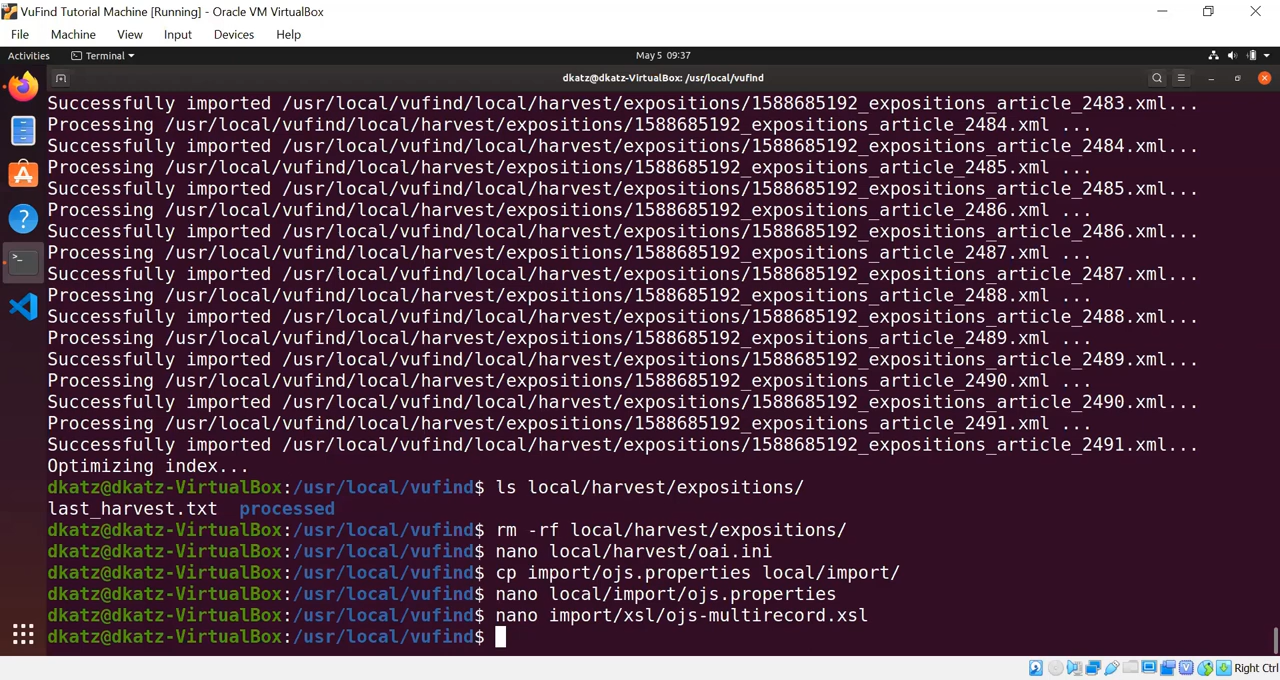 VuFind Tutorial Machine [Running] - Oracle VM VirtualBox
File Machine View Input Devices Help
Activities Terminal May 5 09:37
dkatz@dkatz-VirtualBox: /usr/local/vufind
Successfully imported /usr/local/vufind/local/harvest/expositions/1588685192_expositions_article_2483.xml...
Processing /usr/local/vufind/local/harvest/expositions/1588685192_expositions_article_2484.xml ...
Successfully imported /usr/local/vufind/local/harvest/expositions/1588685192_expositions_article_2484.xml...
Processing /usr/local/vufind/local/harvest/expositions/1588685192_expositions_article_2485.xml ...
Successfully imported /usr/local/vufind/local/harvest/expositions/1588685192_expositions_article_2485.xml...
Processing /usr/local/vufind/local/harvest/expositions/1588685192_expositions_article_2486.xml ...
Successfully imported /usr/local/vufind/local/harvest/expositions/1588685192_expositions_article_2486.xml...
Processing /usr/local/vufind/local/harvest/expositions/1588685192_expositions_article_2487.xml ...
Successfully imported /usr/local/vufind/local/harvest/expositions/1588685192_expositions_article_2487.xml...
Processing /usr/local/vufind/local/harvest/expositions/1588685192_expositions_article_2488.xml ...
Successfully imported /usr/local/vufind/local/harvest/expositions/1588685192_expositions_article_2488.xml...
Processing /usr/local/vufind/local/harvest/expositions/1588685192_expositions_article_2489.xml ...
Successfully imported /usr/local/vufind/local/harvest/expositions/1588685192_expositions_article_2489.xml...
Processing /usr/local/vufind/local/harvest/expositions/1588685192_expositions_article_2490.xml ...
Successfully imported /usr/local/vufind/local/harvest/expositions/1588685192_expositions_article_2490.xml...
Processing /usr/local/vufind/local/harvest/expositions/1588685192_expositions_article_2491.xml ...
Successfully imported /usr/local/vufind/local/harvest/expositions/1588685192_expositions_article_2491.xml...
Optimizing index...
dkatz@dkatz-VirtualBox:/usr/local/vufind$ ls local/harvest/expositions/
last_harvest.txt processed
dkatz@dkatz-VirtualBox:/usr/local/vufind$ rm -rf local/harvest/expositions/
dkatz@dkatz-VirtualBox:/usr/local/vufind$ nano local/harvest/oai.ini
dkatz@dkatz-VirtualBox:/usr/local/vufind$ cp import/ojs.properties local/import/
dkatz@dkatz-VirtualBox:/usr/local/vufind$ nano local/import/ojs.properties
dkatz@dkatz-VirtualBox:/usr/local/vufind$ nano import/xsl/ojs-multirecord.xsl
dkatz@dkatz-VirtualBox:/usr/local/vufind$
Right Ctrl